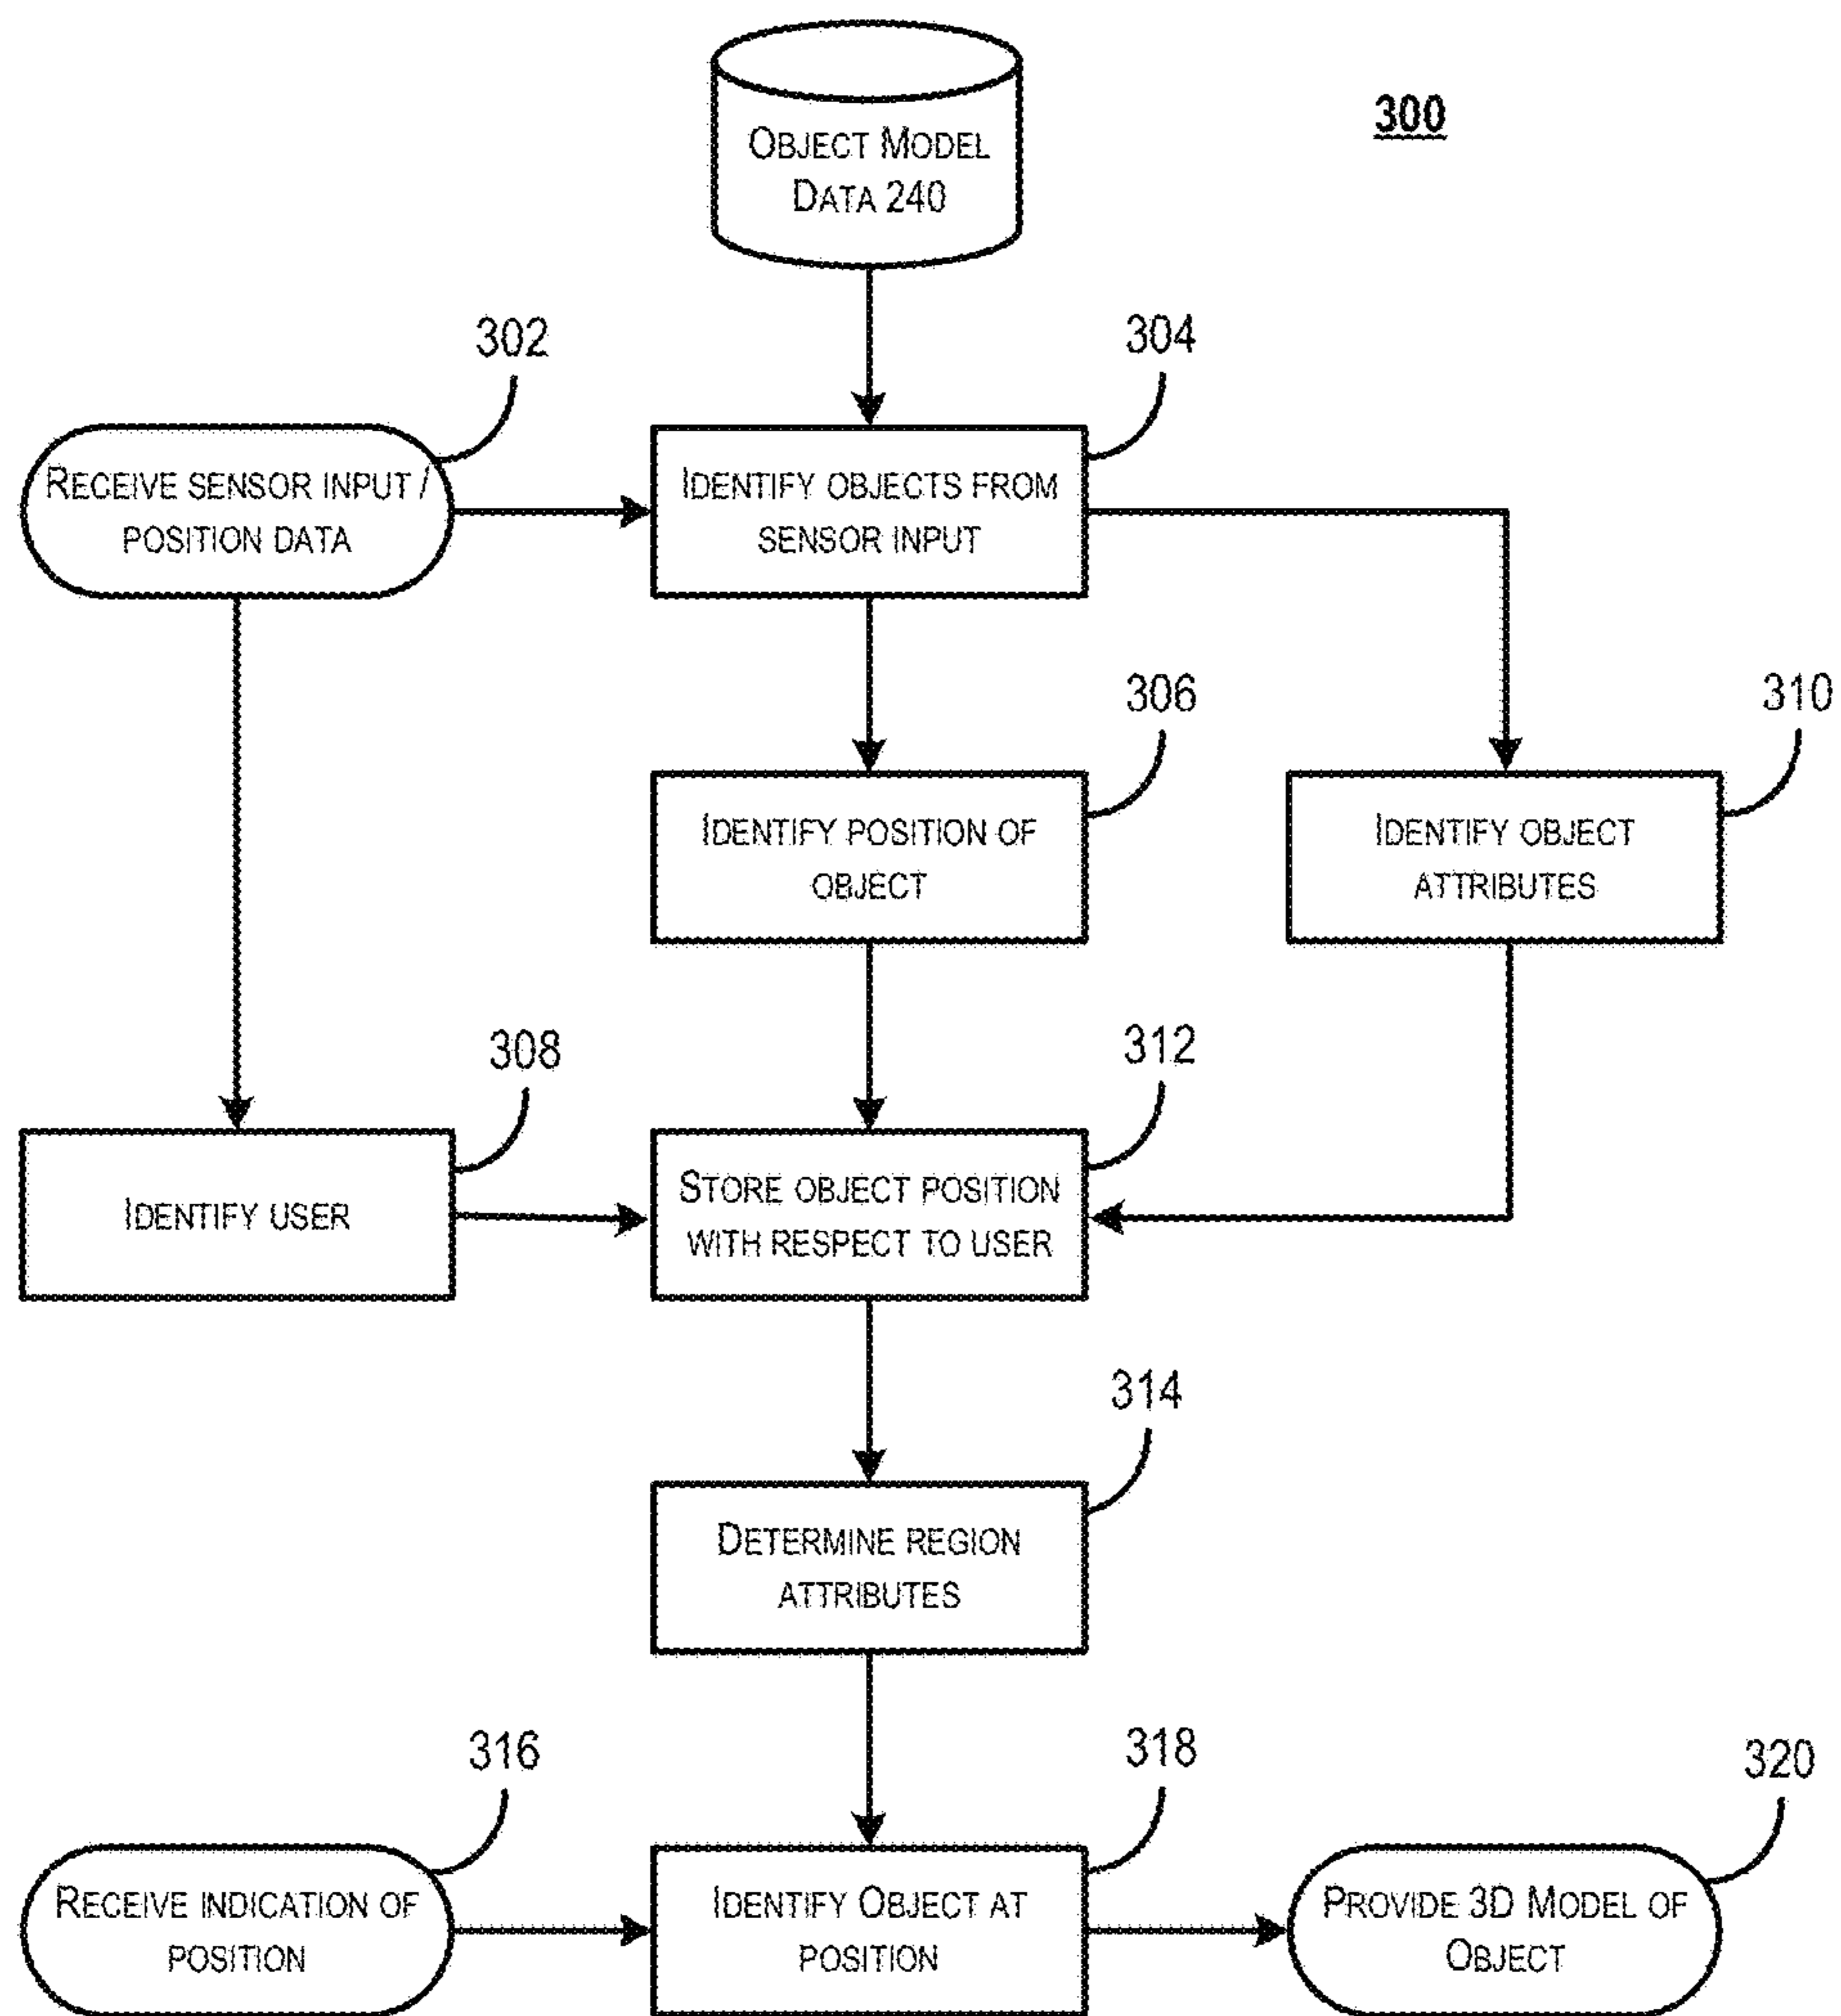 300
OBJECT MODEL
DATA 240
302
304
RECEIVE SENSOR INPUT /
POSITION DATA
IDENTIFY OBJECTS FROM
SENSOR INPUT
306
310
IDENTIFY POSITION OF
OBJECT
IDENTIFY OBJECT
ATTRIBUTES
308
312
IDENTIFY USER
STORE OBJECT POSITION
WITH RESPECT TO USER
314
DETERMINE REGION
ATTRIBUTES
316
318
320
RECEIVE INDICATION OF
POSITION
IDENTIFY OBJECT AT
POSITION
PROVIDE 3D MODEL OF
OBJECT